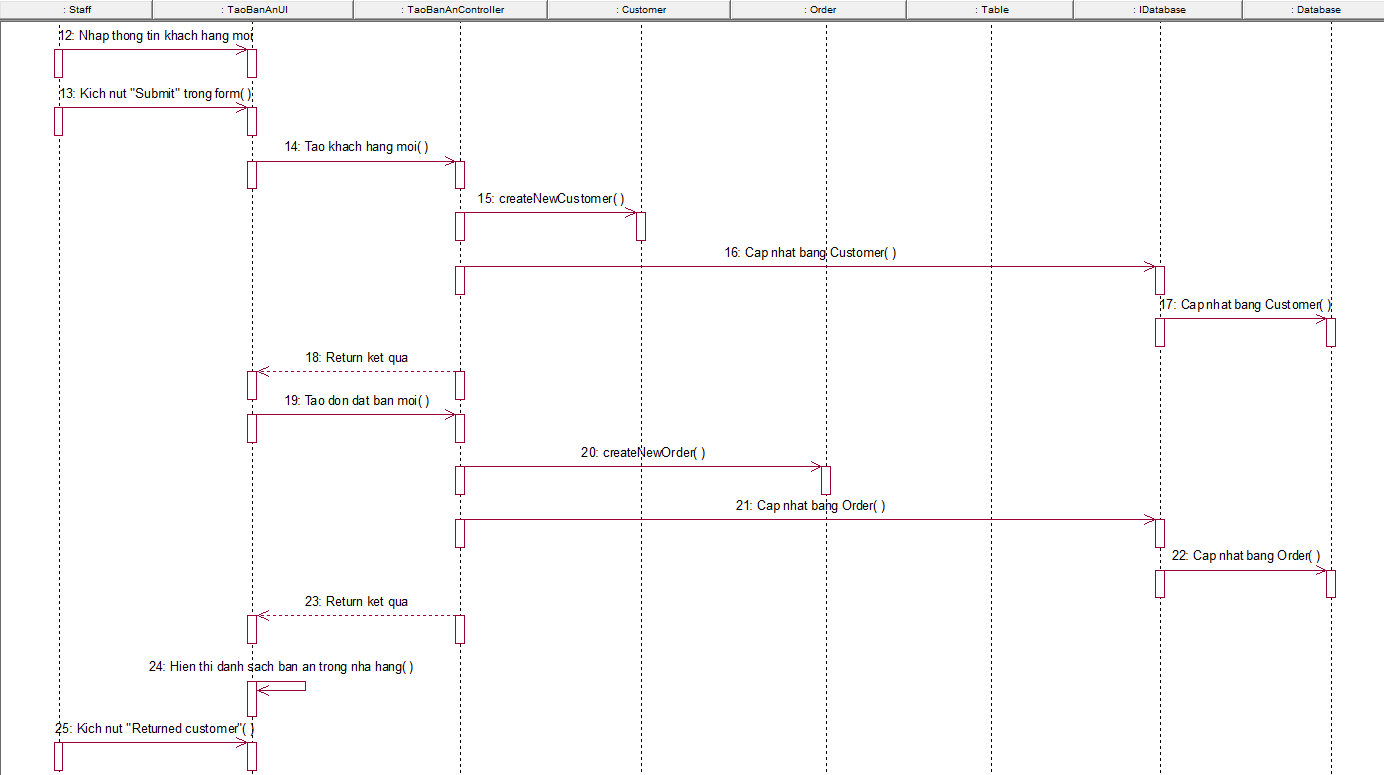 : Staff
: TaoBanAnUI
: TaoBanAnController
: Customer
: Order
: Table
: IDatabase
: Database
12: Nhap thong tin khach hang moi
13: Kich nut "Submit" trong form( )
14: Tao khach hang moi( )
15: createNewCustomer( )
16: Cap nhat bang Customer( )
17: Cap nhat bang Customer( )
18: Return ket qua
19: Tao don dat ban moi( )
20: createNewOrder( )
21: Cap nhat bang Order( )
22: Cap nhat bang Order( )
23: Return ket qua
24: Hien thi danh sach ban an trong nha hang( )
25: Kich nut "Returned customer"( )